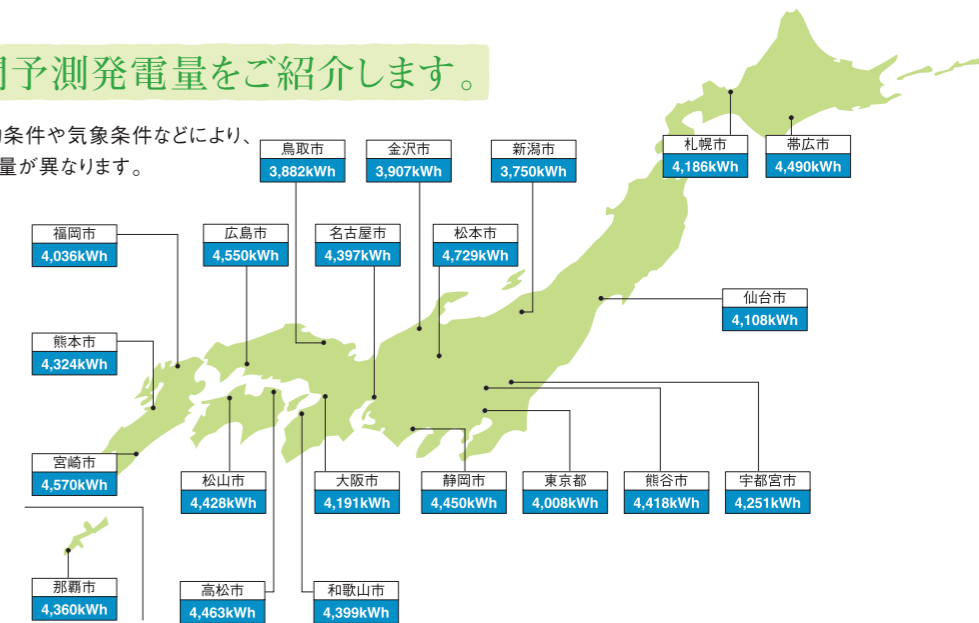 間予測発電量をご紹介します。
条件や気象条件などにより、
量が異なります。
鳥取市
3,882kWh
金沢市
3,907kWh
新潟市
3,750kWh
札幌市
4,186kWh
帯広市
4,490kWh
福岡市
4,036kWh
広島市
4,550kWh
名古屋市
4,397kWh
松本市
4,729kWh
仙台市
4,108kWh
熊本市
4,324kWh
宮崎市
4,570kWh
松山市
4,428kWh
大阪市
4,191kWh
静岡市
4,450kWh
東京都
4,008kWh
熊谷市
4,418kWh
宇都宮市
4,251kWh
那覇市
4,360kWh
高松市
4,463kWh
和歌山市
4,399kWh